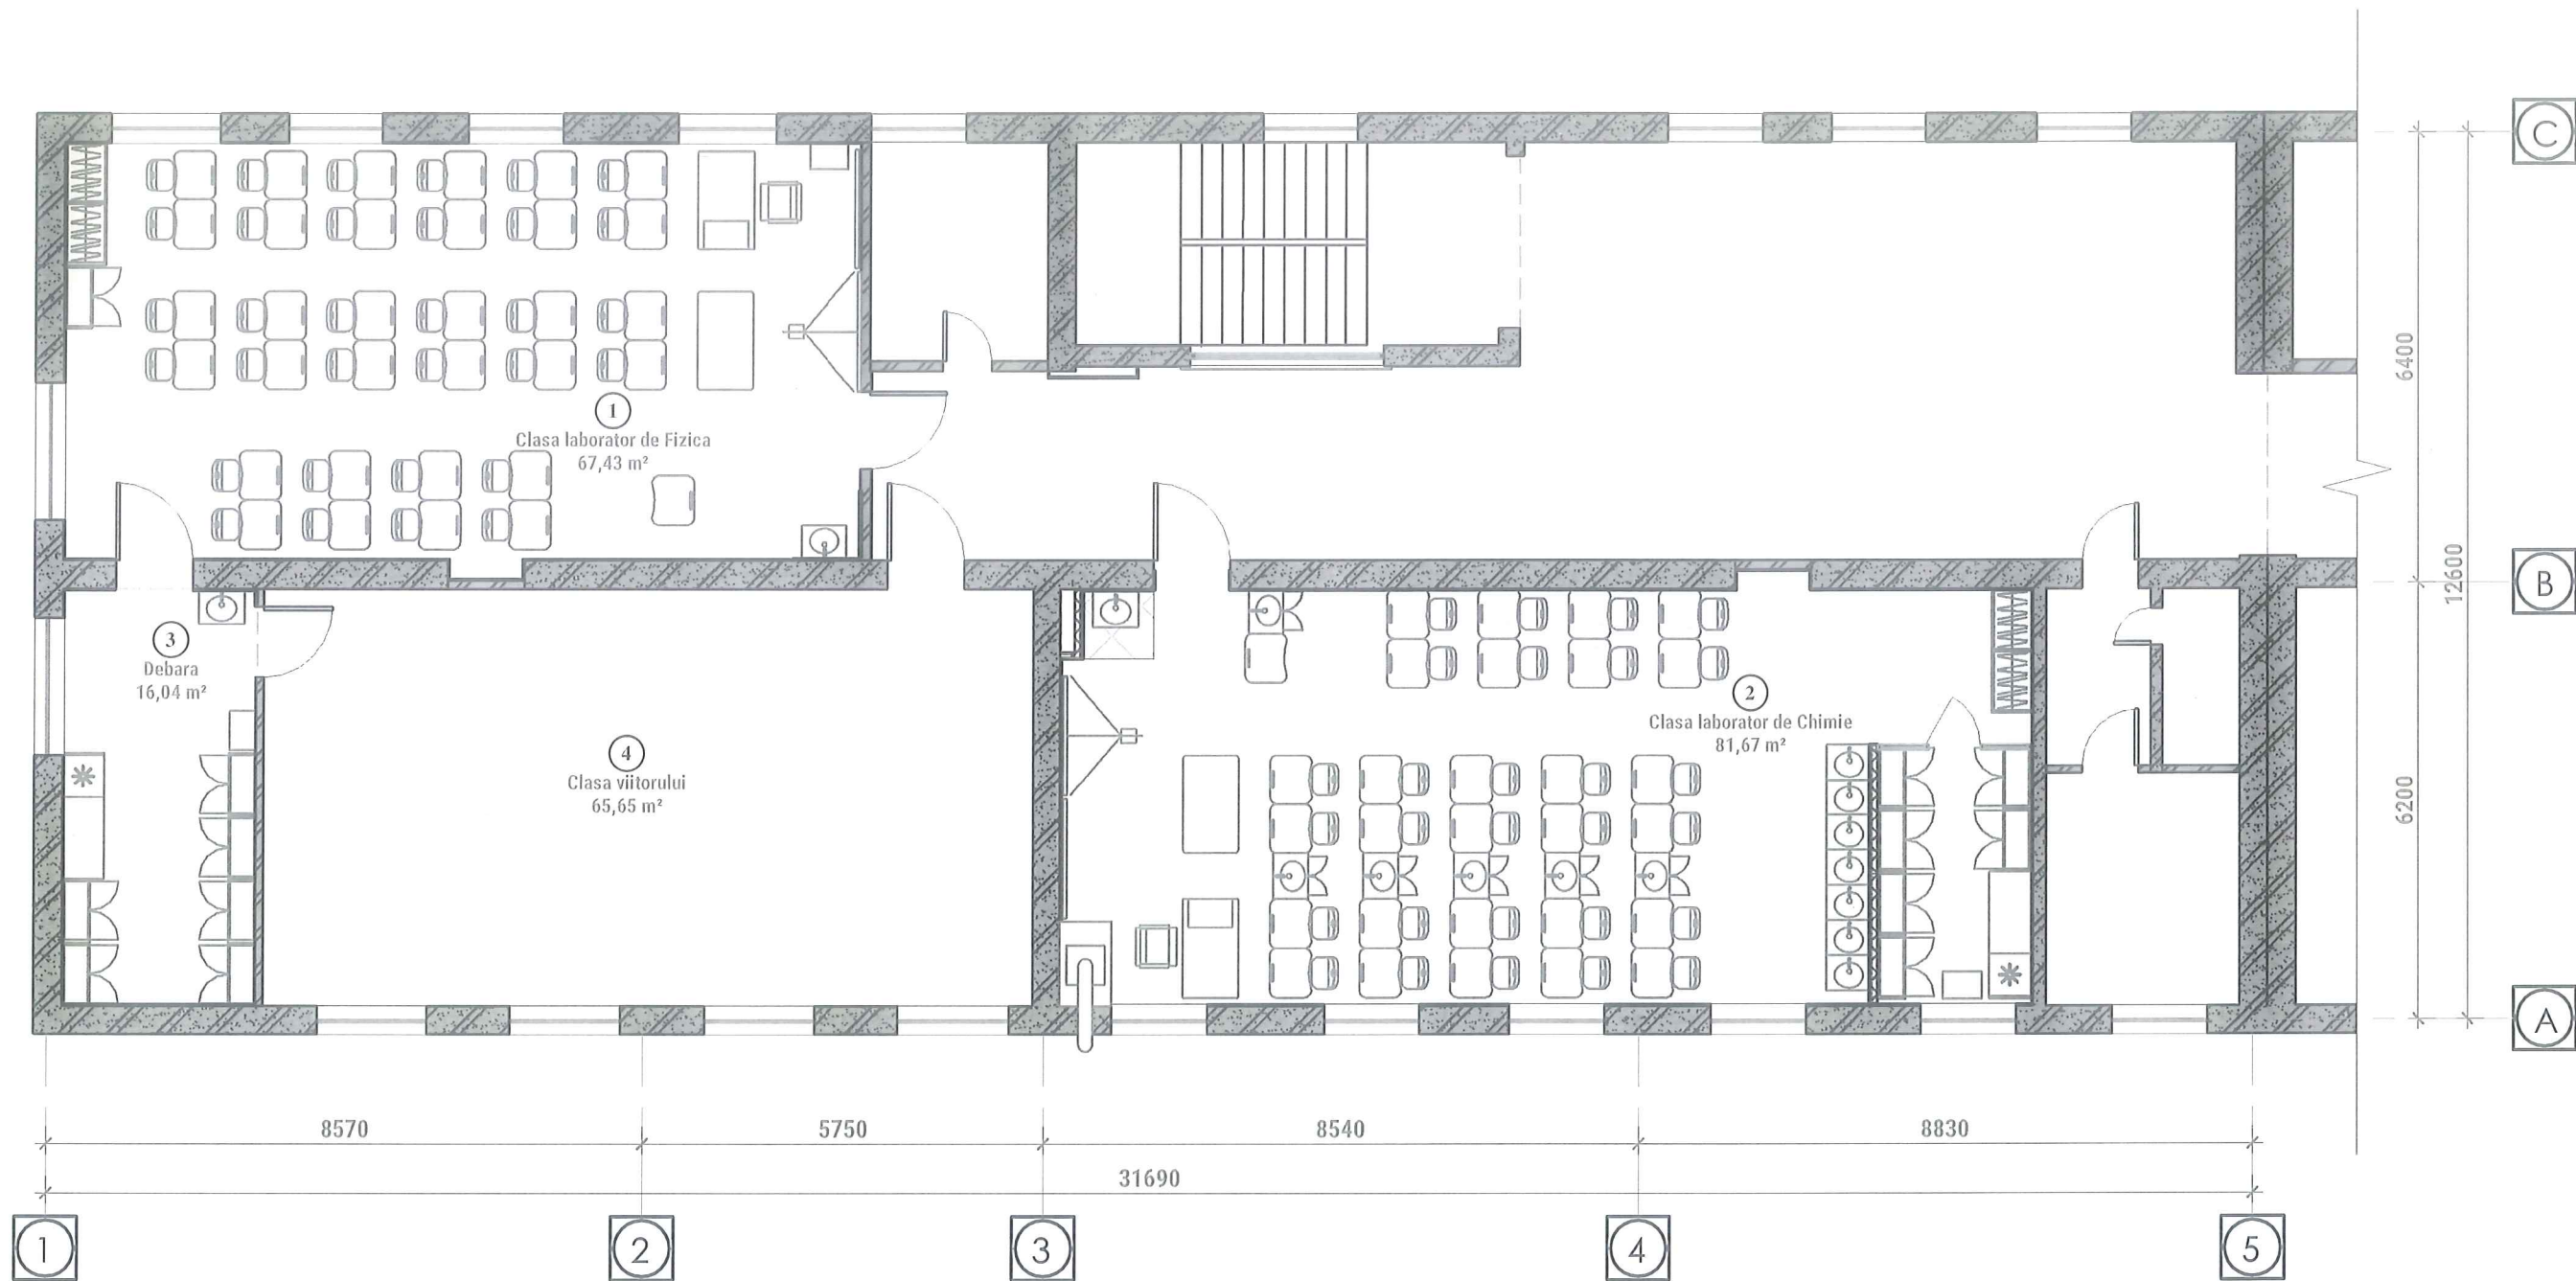 C
1
Clasa laborator de Fizica
67,43 m²
6400
12600
B
3
Debara
16,04 m²
2
Clasa laborator de Chimie
81,67 m²
4
Clasa viitorului
65,65 m²
6200
A
8570
5750
8540
8830
31690
1
2
3
4
5